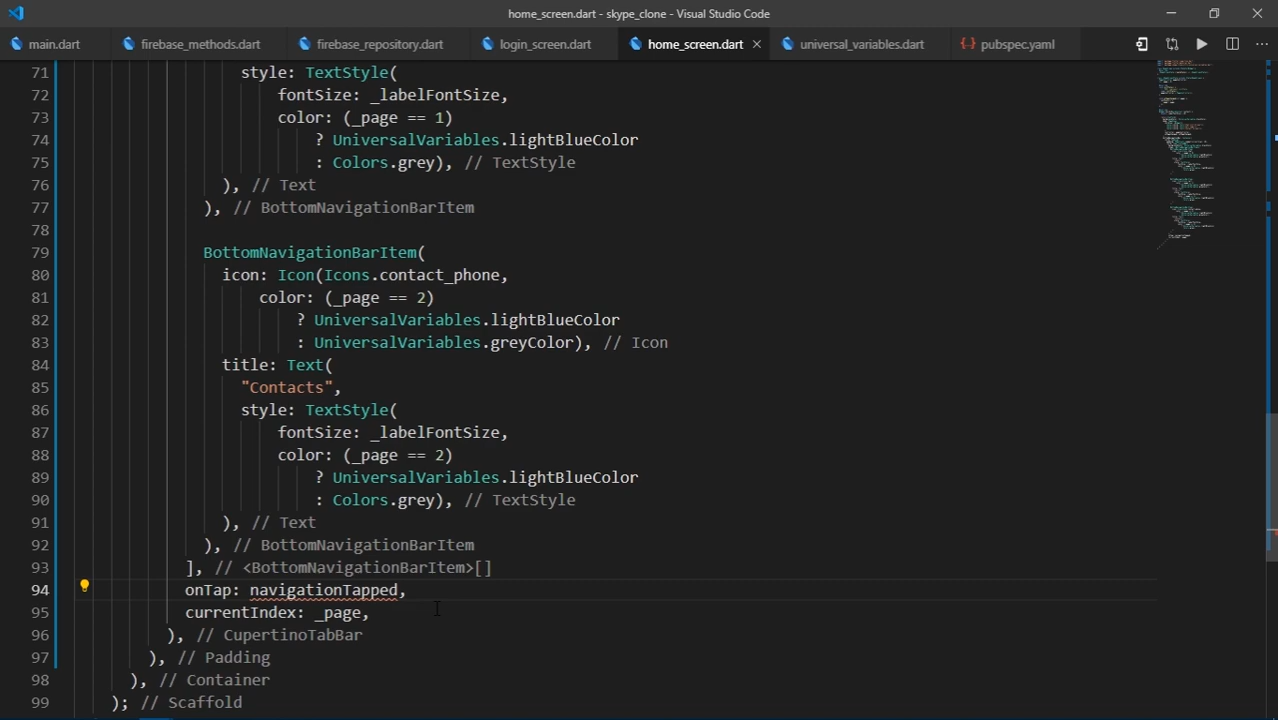 home_screen.dart - skype_clone - Visual Studio Code
main.dart firebase_methods.dart firebase_repository.dart login_screen.dart home_screen.dart universal_variables.dart pubspec.yaml
71 style: TextStyle(
72 fontSize: _labelFontSize,
73 color: (_page == 1)
74 ? UniversalVariables.lightBlueColor
75 : Colors.grey), // TextStyle
76 ), // Text
77 ), // BottomNavigationBarItem
78
79 BottomNavigationBarItem(
80 icon: Icon(Icons.contact_phone,
81 color: (_page == 2)
82 ? UniversalVariables.lightBlueColor
83 : UniversalVariables.greyColor), // Icon
84 title: Text(
85 "Contacts",
86 style: TextStyle(
87 fontSize: _labelFontSize,
88 color: (_page == 2)
89 ? UniversalVariables.lightBlueColor
90 : Colors.grey), // TextStyle
91 ), // Text
92 ), // BottomNavigationBarItem
93 ], // <BottomNavigationBarItem>[]
94 onTap: navigationTapped,
95 currentIndex: _page,
96 ), // CupertinoTabBar
97 ), // Padding
98 ), // Container
99 ); // Scaffold